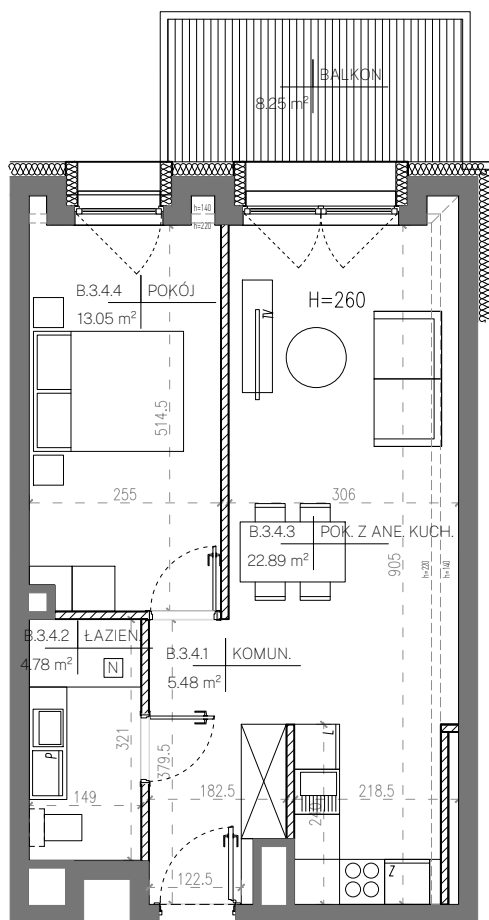 BALKON
8.25 m²
h=140
h=220
B.3.4.4 POKÓJ
13.05 m²
H=260
TV
514.5
255
306
B.3.4.3 POK. Z ANE. KUCH.
22.89 m²
905
h=220
h=140
B.3.4.2 ŁAZIEN.
4.78 m²
N
B.3.4.1 KOMUN.
5.48 m²
321
379.5
P
L
149
182.5
218.5
122.5
Z